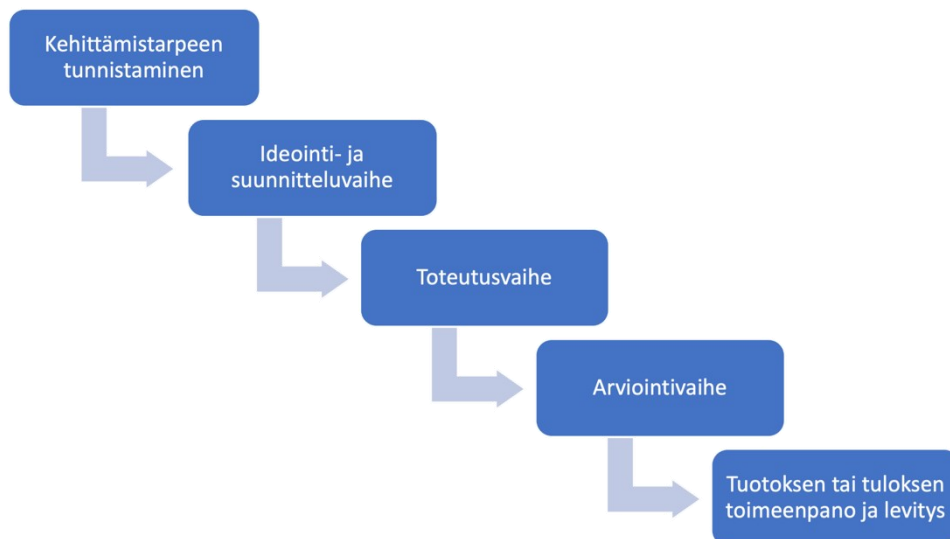 Kehittämistarpeen
tunnistaminen
Ideointi- ja
suunnitteluvaihe
Toteutusvaihe
Arviointivaihe
Tuotoksen tai tuloksen
toimeenpano ja levitys